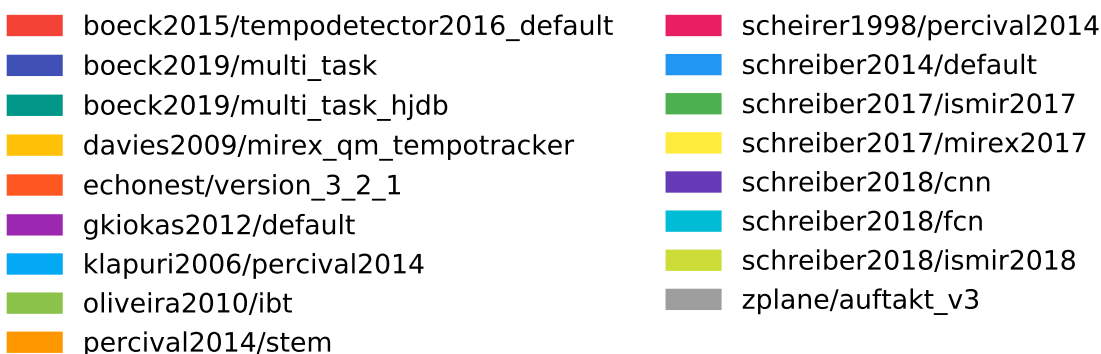 boeck2015/tempodetector2016_default
boeck2019/multi_task
boeck2019/multi_task_hjdb
davies2009/mirex_qm_tempotracker
echonest/version_3_2_1
gkiokas2012/default
klapuri2006/percival2014
oliveira2010/ibt
percival2014/stem
scheirer1998/percival2014
schreiber2014/default
schreiber2017/ismir2017
schreiber2017/mirex2017
schreiber2018/cnn
schreiber2018/fcn
schreiber2018/ismir2018
zplane/auftakt_v3